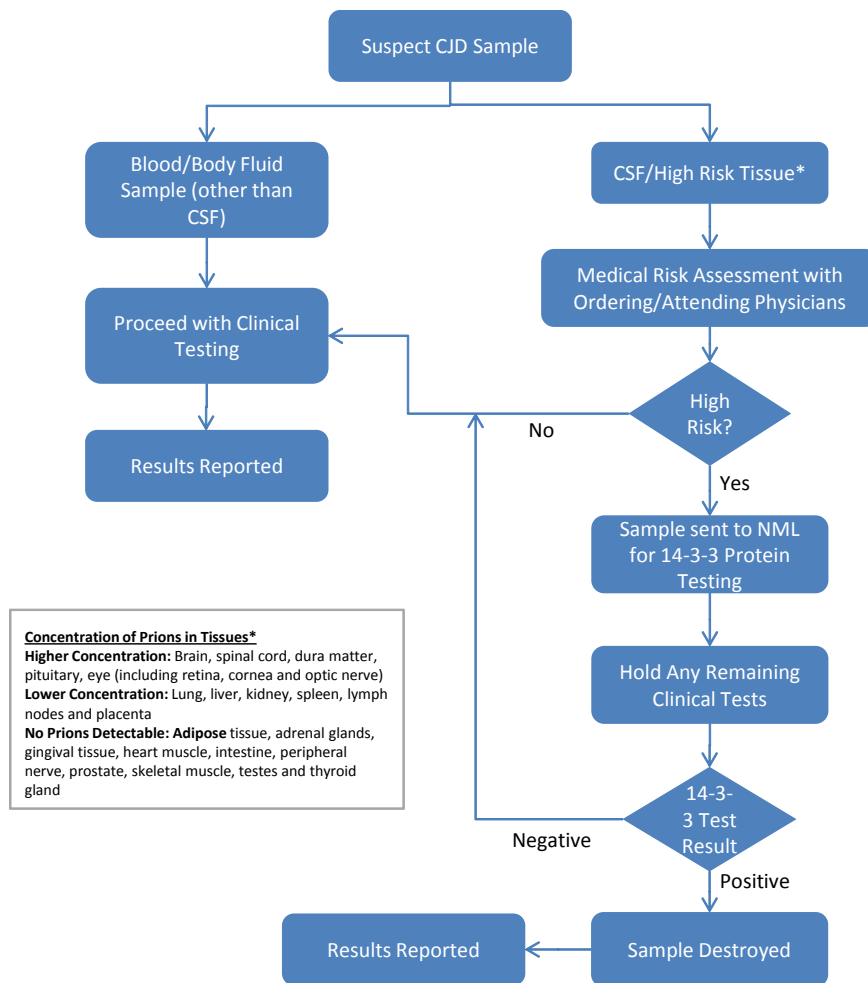 Suspect CJD Sample
Blood/Body Fluid
Sample (other than
CSF)
CSF/High Risk Tissue*
Medical Risk Assessment with
Ordering/Attending Physicians
Proceed with Clinical
Testing
High
Risk?
No
Results Reported
Yes
Sample sent to NML
for 14-3-3 Protein
Testing
Concentration of Prions in Tissues*
Higher Concentration: Brain, spinal cord, dura matter,
pituitary, eye (including retina, cornea and optic nerve)
Lower Concentration: Lung, liver, kidney, spleen, lymph
nodes and placenta
No Prions Detectable: Adipose tissue, adrenal glands,
gingival tissue, heart muscle, intestine, peripheral
nerve, prostate, skeletal muscle, testes and thyroid
gland
Hold Any Remaining
Clinical Tests
14-3-
3 Test
Result
Negative
Positive
Results Reported
Sample Destroyed